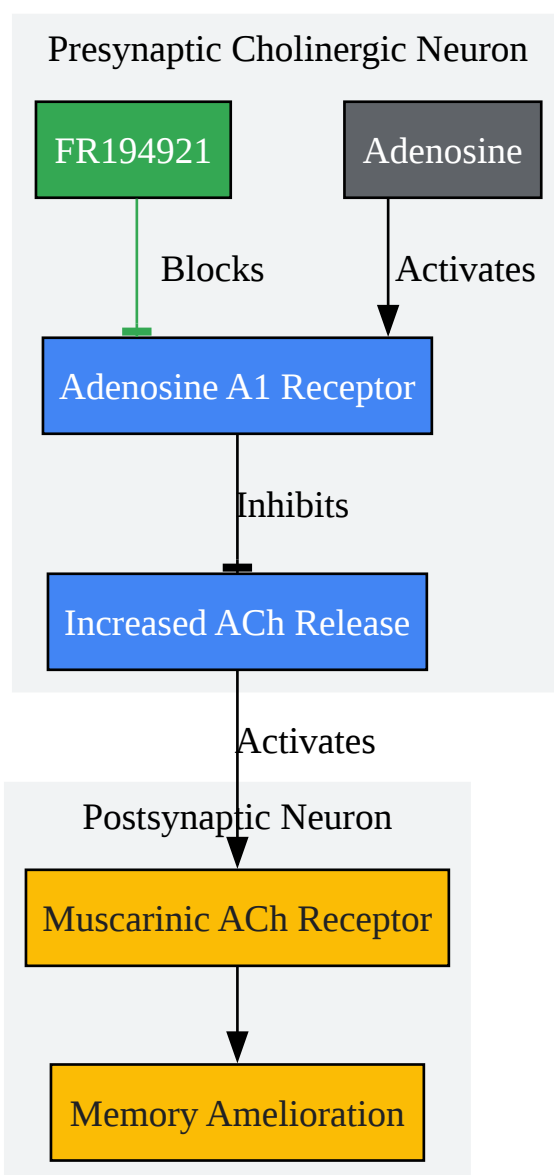 Presynaptic Cholinergic Neuron
FR194921
Adenosine
Blocks
Activates
Adenosine A1 Receptor
Inhibits
Increased ACh Release
Activates
Postsynaptic Neuron
Muscarinic ACh Receptor
Memory Amelioration